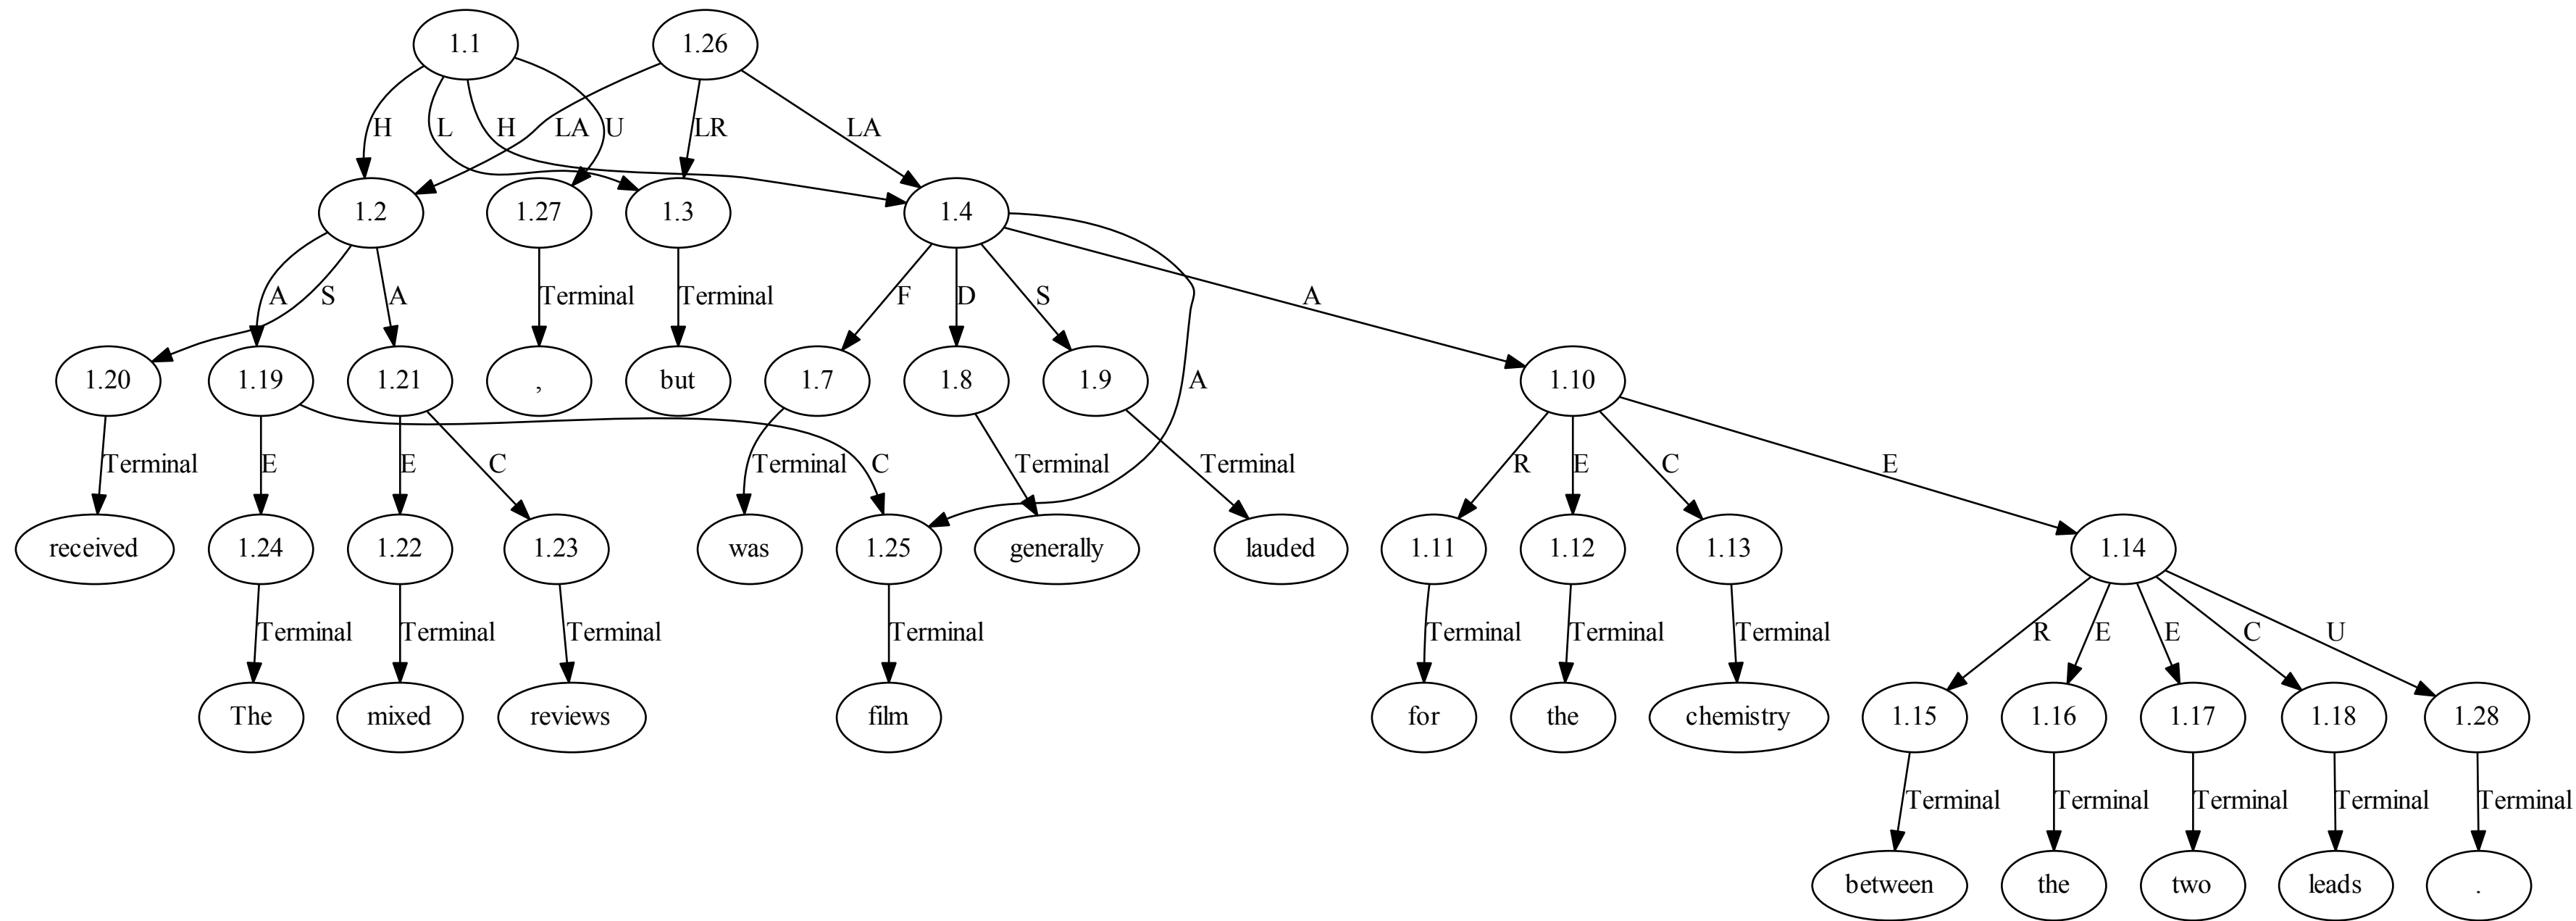 1.1 1.26
H L H LA U LR LA
1.2 1.27 1.3 1.4
A S A Terminal Terminal F D S A
1.20 1.19 1.21 , but 1.7 1.8 1.9 A 1.10
Terminal E E C Terminal C Terminal Terminal R E C E
received 1.24 1.22 1.23 was 1.25 generally lauded 1.11 1.12 1.13 1.14
Terminal Terminal Terminal Terminal Terminal Terminal Terminal R E E C U
The mixed reviews film for the chemistry 1.15 1.16 1.17 1.18 1.28
Terminal Terminal Terminal Terminal Terminal
between the two leads .